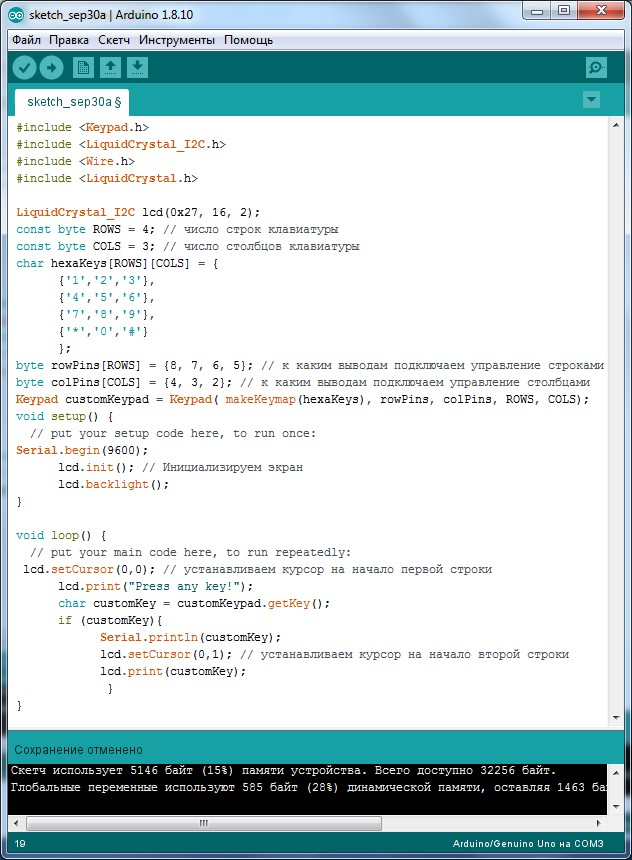 sketch_sep30a | Arduino 1.8.10
Файл Правка Скетч Инструменты Помощь
sketch_sep30a §
#include <Keypad.h>
#include <LiquidCrystal_I2C.h>
#include <Wire.h>
#include <LiquidCrystal.h>
LiquidCrystal_I2C lcd(0x27, 16, 2);
const byte ROWS = 4; // число строк клавиатуры
const byte COLS = 3; // число столбцов клавиатуры
char hexaKeys[ROWS][COLS] = {
{'1','2','3'},
{'4','5','6'},
{'7','8','9'},
{'*','0','#'}
};
byte rowPins[ROWS] = {8, 7, 6, 5}; // к каким выводам подключаем управление строками
byte colPins[COLS] = {4, 3, 2}; // к каким выводам подключаем управление столбцами
Keypad customKeypad = Keypad( makeKeymap(hexaKeys), rowPins, colPins, ROWS, COLS);
void setup() {
// put your setup code here, to run once:
Serial.begin(9600);
lcd.init(); // Инициализируем экран
lcd.backlight();
}
void loop() {
// put your main code here, to run repeatedly:
lcd.setCursor(0,0); // устанавливаем курсор на начало первой строки
lcd.print("Press any key!");
char customKey = customKeypad.getKey();
if (customKey){
Serial.println(customKey);
lcd.setCursor(0,1); // устанавливаем курсор на начало второй строки
lcd.print(customKey);
}
}
Сохранение отменено
Скетч использует 5146 байт (15%) памяти устройства. Всего доступно 32256 байт.
Глобальные переменные используют 585 байт (28%) динамической памяти, оставляя 1463
19 Arduino/Genuino Uno на COM3